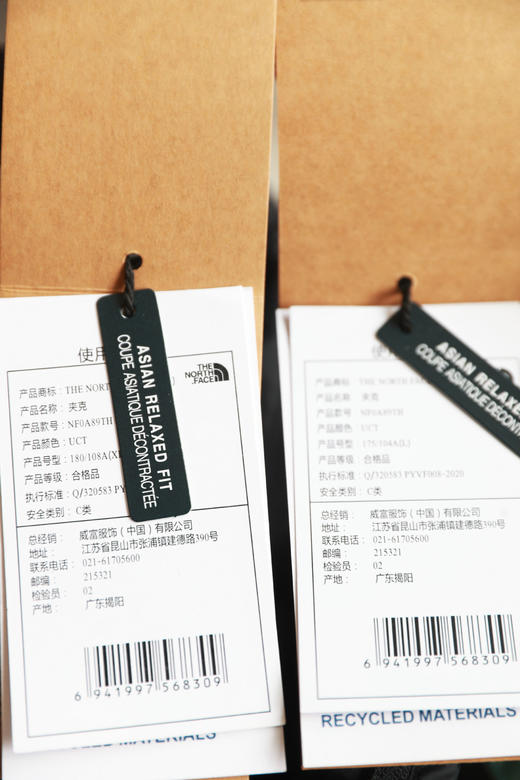 使用
THE
NORTH
FACE
产品商标：THE NORTH
产品名称：夹克
产品款号：NF0A89TH
产品颜色：UCT
产品号型：180/108A(XL
产品等级：合格品
执行标准：Q/320583 PY
安全类别：C类
总经销：威富服饰（中国）有限公司
地址：江苏省昆山市张浦镇建德路390号
联系电话：021-61705600
邮编：215321
检验员：02
产地：广东揭阳
6 941997 568309
ASIAN RELAXED FIT
COUPE ASIATIQUE DÉCONTRACTÉE
LED MATERIALS
产品商标：THE NORTH FA
产品名称：夹克
产品款号：NF0A89TH
产品颜色：UCT
产品号型：175/104A(L)
产品等级：合格品
执行标准：Q/320583 PYVF008-2020
安全类别：C类
总经销：威富服饰（中国）有限公司
地址：江苏省昆山市张浦镇建德路390号
联系电话：021-61705600
邮编：215321
检验员：02
产地：广东揭阳
6 941997 568309
ASIAN RELAXE
COUPE ASIATIQUE DÉCONT
RECYCLED MATERIALS